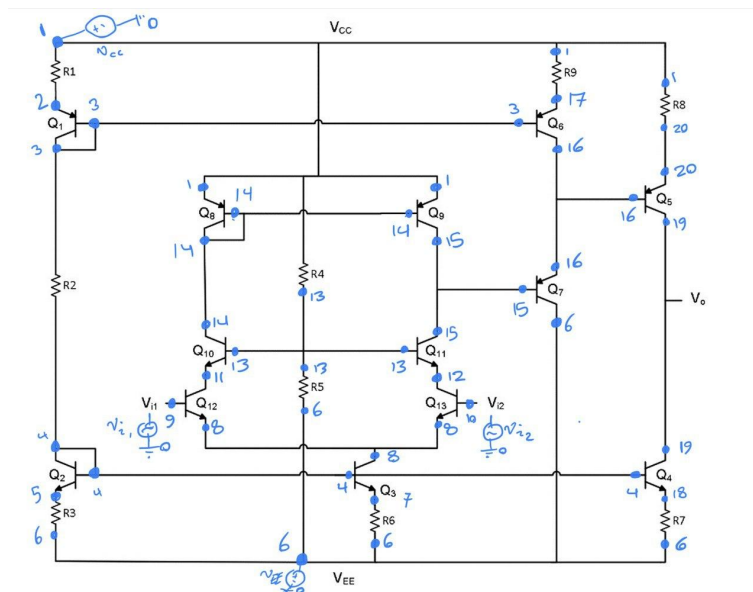 1 + - 0
V_CC
v_cc
1 1
R1 R9
2 17 R8
3 3 20
Q1 Q6
3 16 20
1 14 1
Q8 Q9 16 Q5
14 19
14 15
16
R4
R2 13 15 Q7 Vo
14 15 6
Q10 Q11
13 13 13
11 R5 12
Vi1 Q12 Q13 Vi2
9 6 10
vi1 8 8 vi2
0 0
4 8 19
Q2 4 4 Q3 4 Q4
5 7 18
R3 R6 R7
6 6 6 6
V_EE